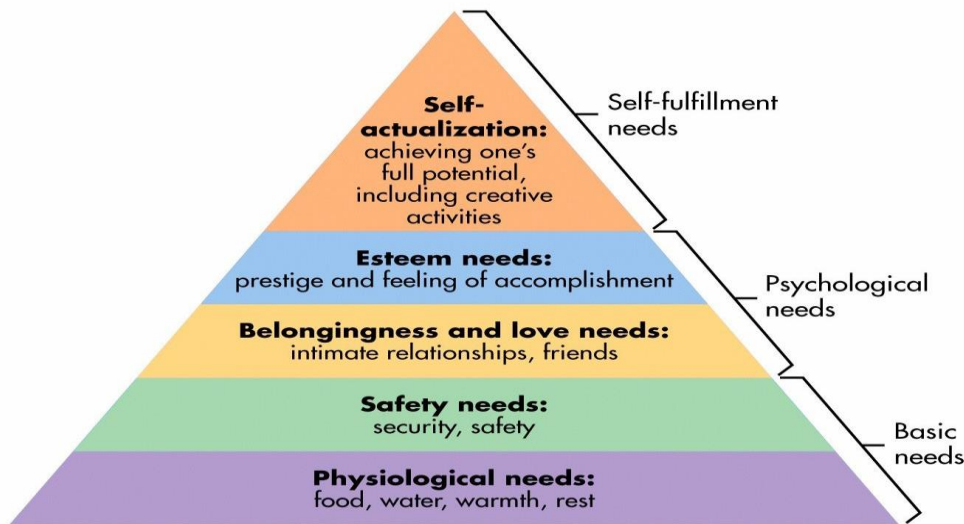 Self-
actualization:
achieving one's
full potential,
including creative
activities
Self-fulfillment
needs
Esteem needs:
prestige and feeling of accomplishment
Belongingness and love needs:
intimate relationships, friends
Psychological
needs
Safety needs:
security, safety
Physiological needs:
food, water, warmth, rest
Basic
needs